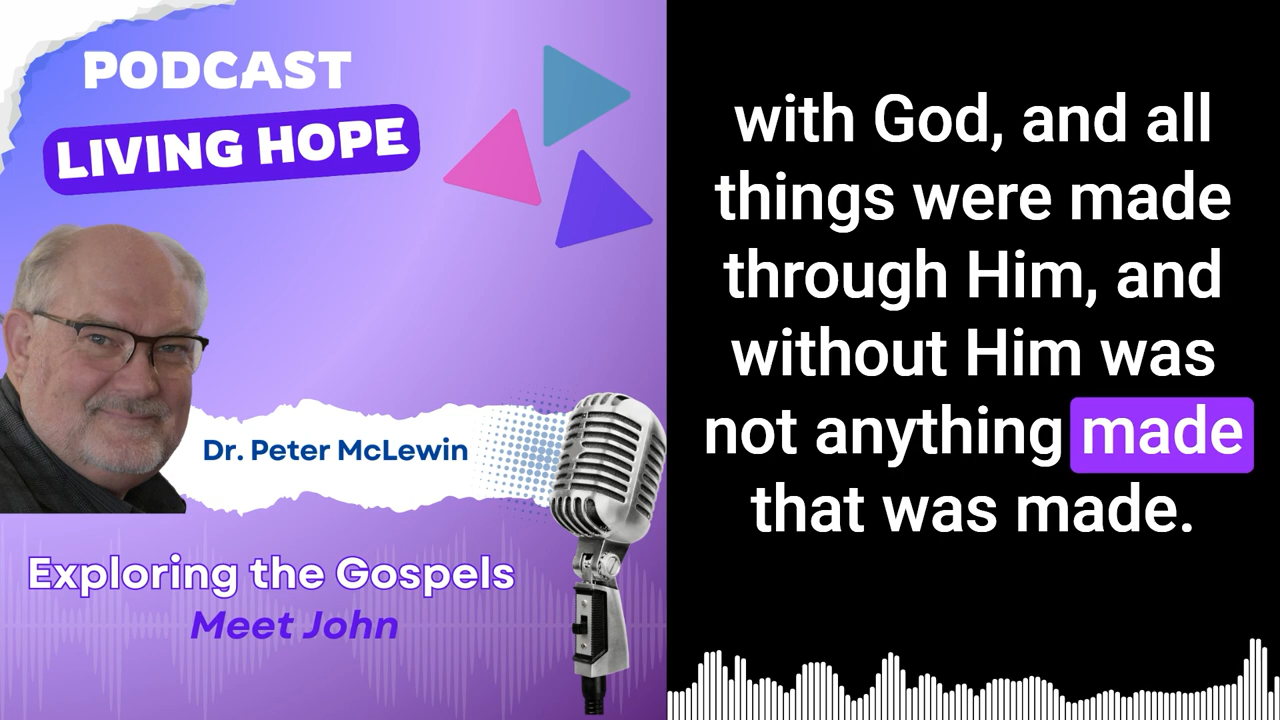 PODCAST
LIVING HOPE
Dr. Peter McLewin
Exploring the Gospels
Meet John
with God, and all
things were made
through Him, and
without Him was
not anything made
that was made.